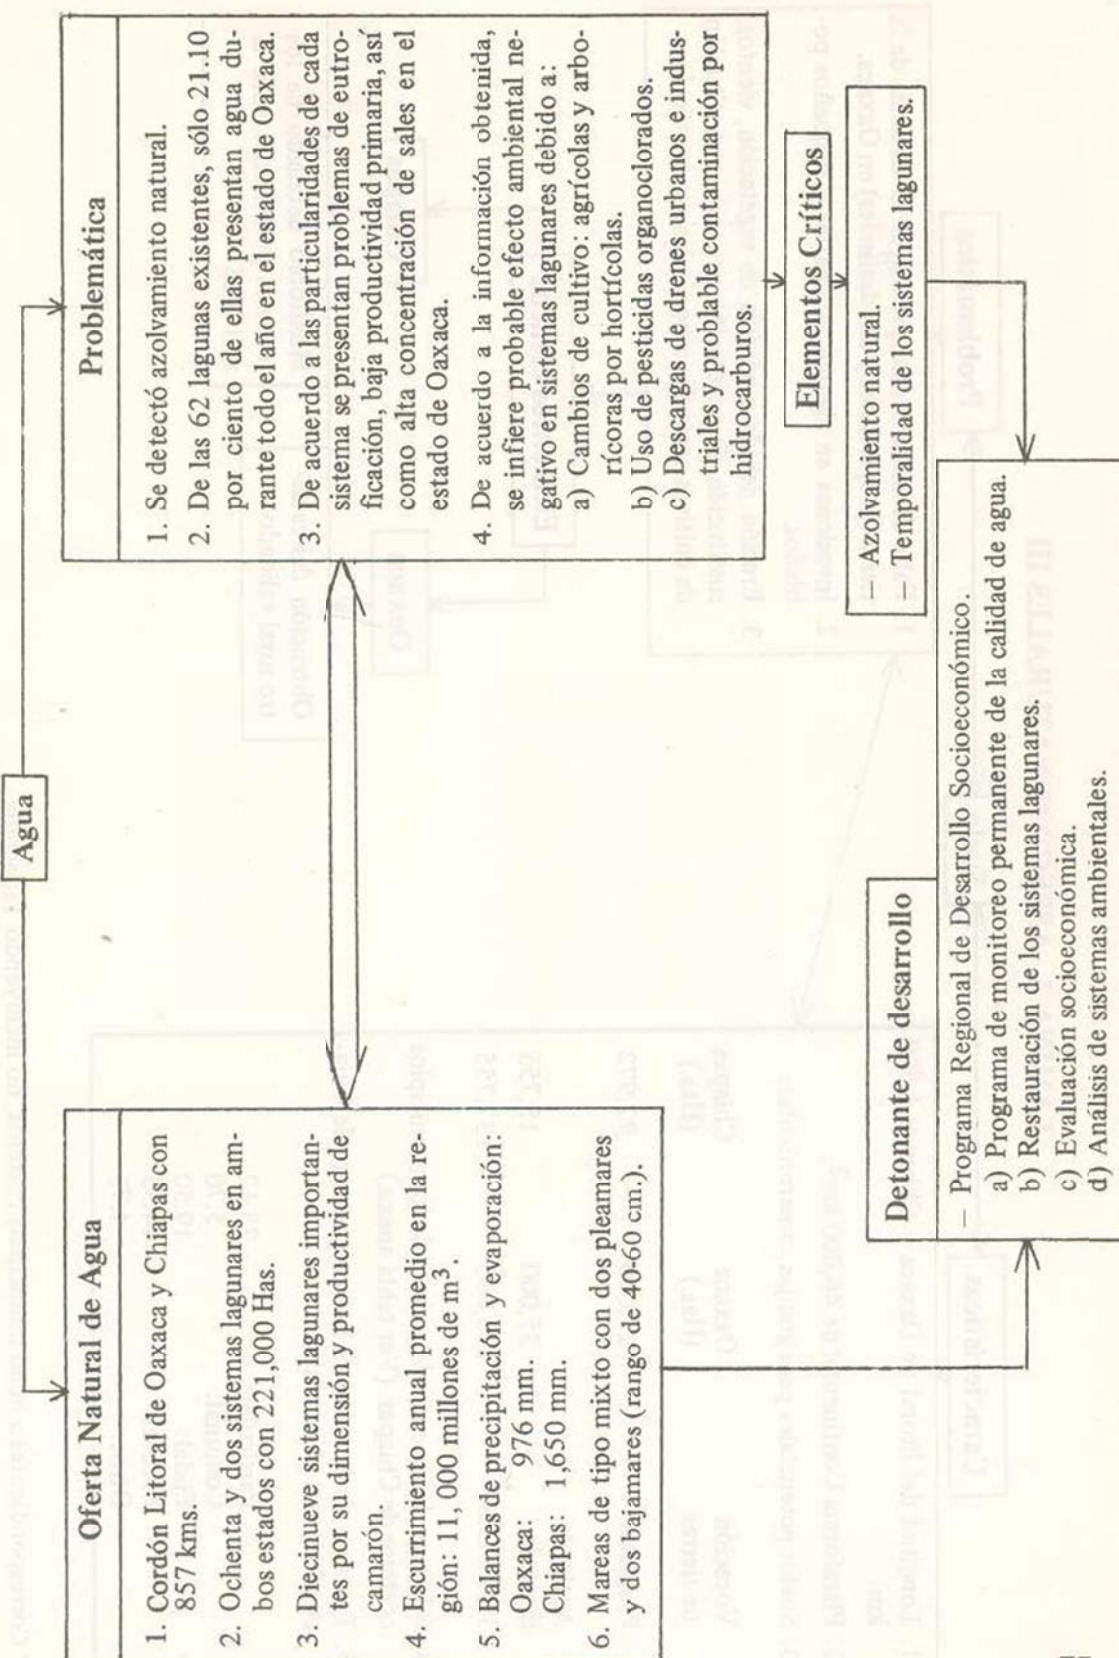 Agua
Oferta Natural de Agua
1. Cordón Litoral de Oaxaca y Chiapas con
857 kms.
2. Ochenta y dos sistemas lagunares en am-
bos estados con 221,000 Has.
3. Diecinueve sistemas lagunares importan-
tes por su dimensión y productividad de
camarón.
4. Escurrimiento anual promedio en la re-
gión: 11, 000 millones de m³.
5. Balances de precipitación y evaporación:
Oaxaca: 976 mm.
Chiapas: 1,650 mm.
6. Mareas de tipo mixto con dos pleamares
y dos bajamares (rango de 40-60 cm.).
Problemática
1. Se detectó azolvamiento natural.
2. De las 62 lagunas existentes, sólo 21.10
por ciento de ellas presentan agua du-
rante todo el año en el estado de Oaxaca.
3. De acuerdo a las particularidades de cada
sistema se presentan problemas de eutro-
ficación, baja productividad primaria, así
como alta concentración de sales en el
estado de Oaxaca.
4. De acuerdo a la información obtenida,
se infiere probable efecto ambiental ne-
gativo en sistemas lagunares debido a:
a) Cambios de cultivo: agrícolas y arbo-
rícoras por hortícolas.
b) Uso de pesticidas organoclorados.
c) Descargas de drenes urbanos e indus-
triales y problable contaminación por
hidrocarburos.
Elementos Críticos
— Azolvamiento natural.
— Temporalidad de los sistemas lagunares.
Detonante de desarrollo
— Programa Regional de Desarrollo Socioeconómico.
a) Programa de monitoreo permanente de la calidad de agua.
b) Restauración de los sistemas lagunares.
c) Evaluación socioeconómica.
d) Análisis de sistemas ambientales.